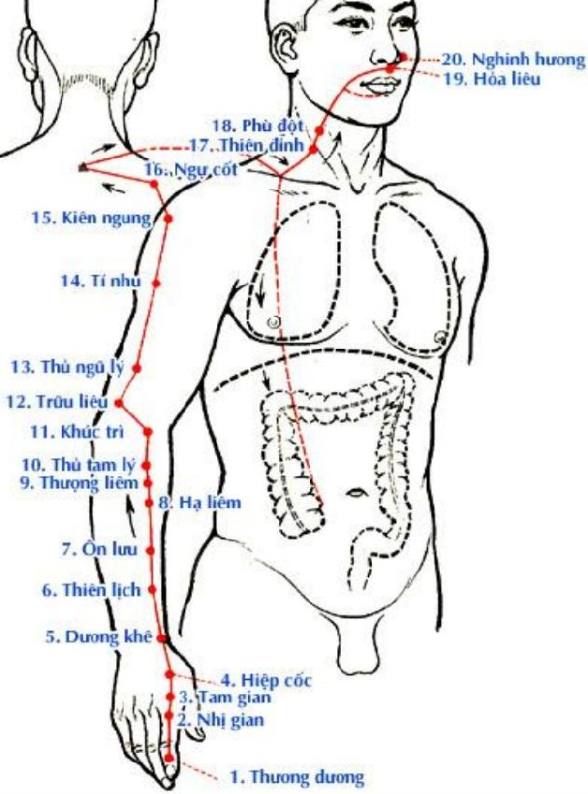 20. Nghinh hương
19. Hòa liêu
18. Phù đột
17. Thiên đỉnh
16. Ngự cốt
15. Kiên ngung
14. Tí nhu
13. Thủ ngũ lý
12. Trữu liêu
11. Khúc trì
10. Thủ tam lý
9. Thượng liêm
8. Hạ liêm
7. Ôn lưu
6. Thiên lịch
5. Dương khê
4. Hiệp cốc
3. Tam gian
2. Nhị gian
1. Thương dương